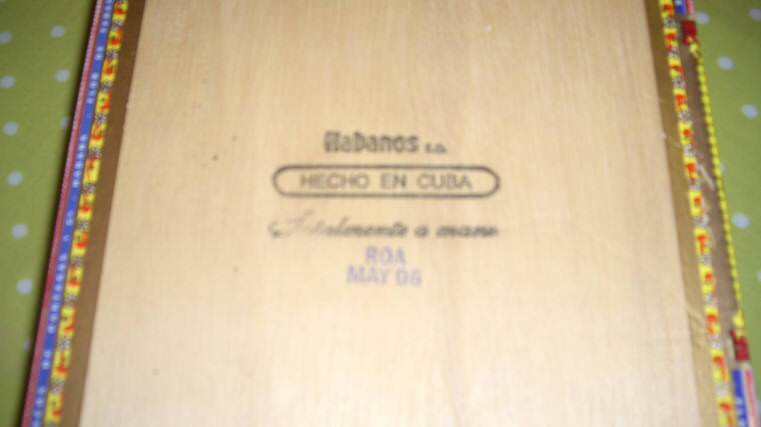 Habanos s.a.
HECHO EN CUBA
Totalmente a mano
ROA
MAY 06